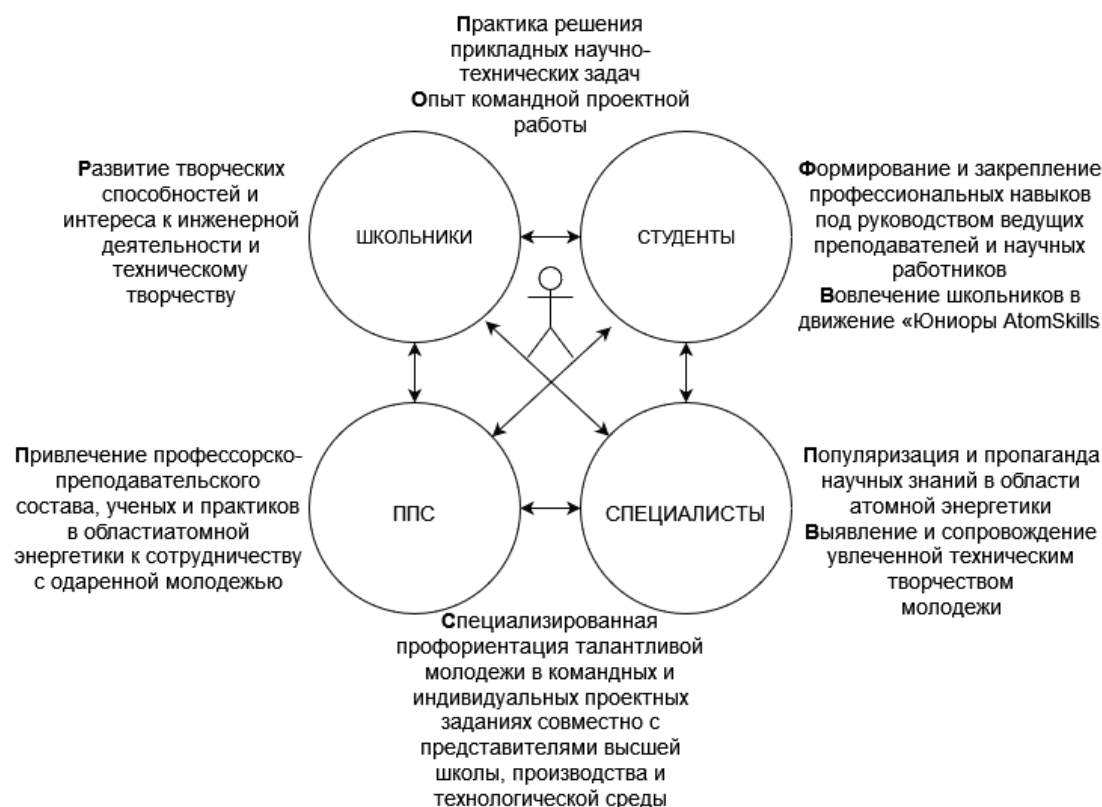 Практика решения
прикладных научно-
технических задач
Опыт командной проектной
работы
Развитие творческих
способностей и
интереса к инженерной
деятельности и
техническому
творчеству
ШКОЛЬНИКИ
СТУДЕНТЫ
Формирование и закрепление
профессиональных навыков
под руководством ведущих
преподавателей и научных
работников
Вовлечение школьников в
движение «Юниоры AtomSkills
Привлечение профессорско-
преподавательского
состава, ученых и практиков
в областиатомной
энергетики к сотрудничеству
с одаренной молодежью
ППС
СПЕЦИАЛИСТЫ
Популяризация и пропаганда
научных знаний в области
атомной энергетики
Выявление и сопровождение
увлеченной техническим
творчеством
молодежи
Специализированная
профориентация талантливой
молодежи в командных и
индивидуальных проектных
заданиях совместно с
представителями высшей
школы, производства и
технологической среды